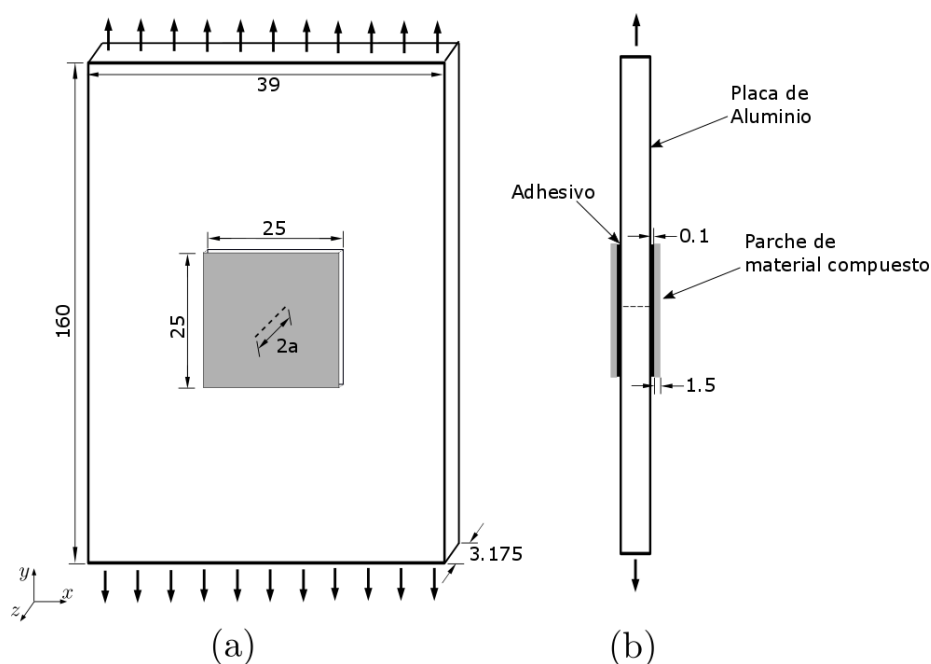 39
Placa de
Aluminio
Adhesivo
25
0.1
Parche de
material compuesto
160
25
2a
1.5
3.175
y
x
z
(a)
(b)